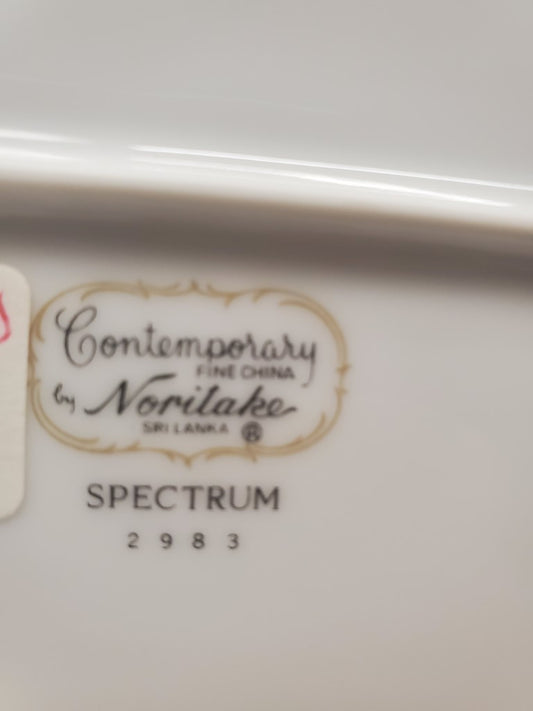 Contemporary
FINE CHINA
by Noritake
SRI LANKA ®
SPECTRUM
2983